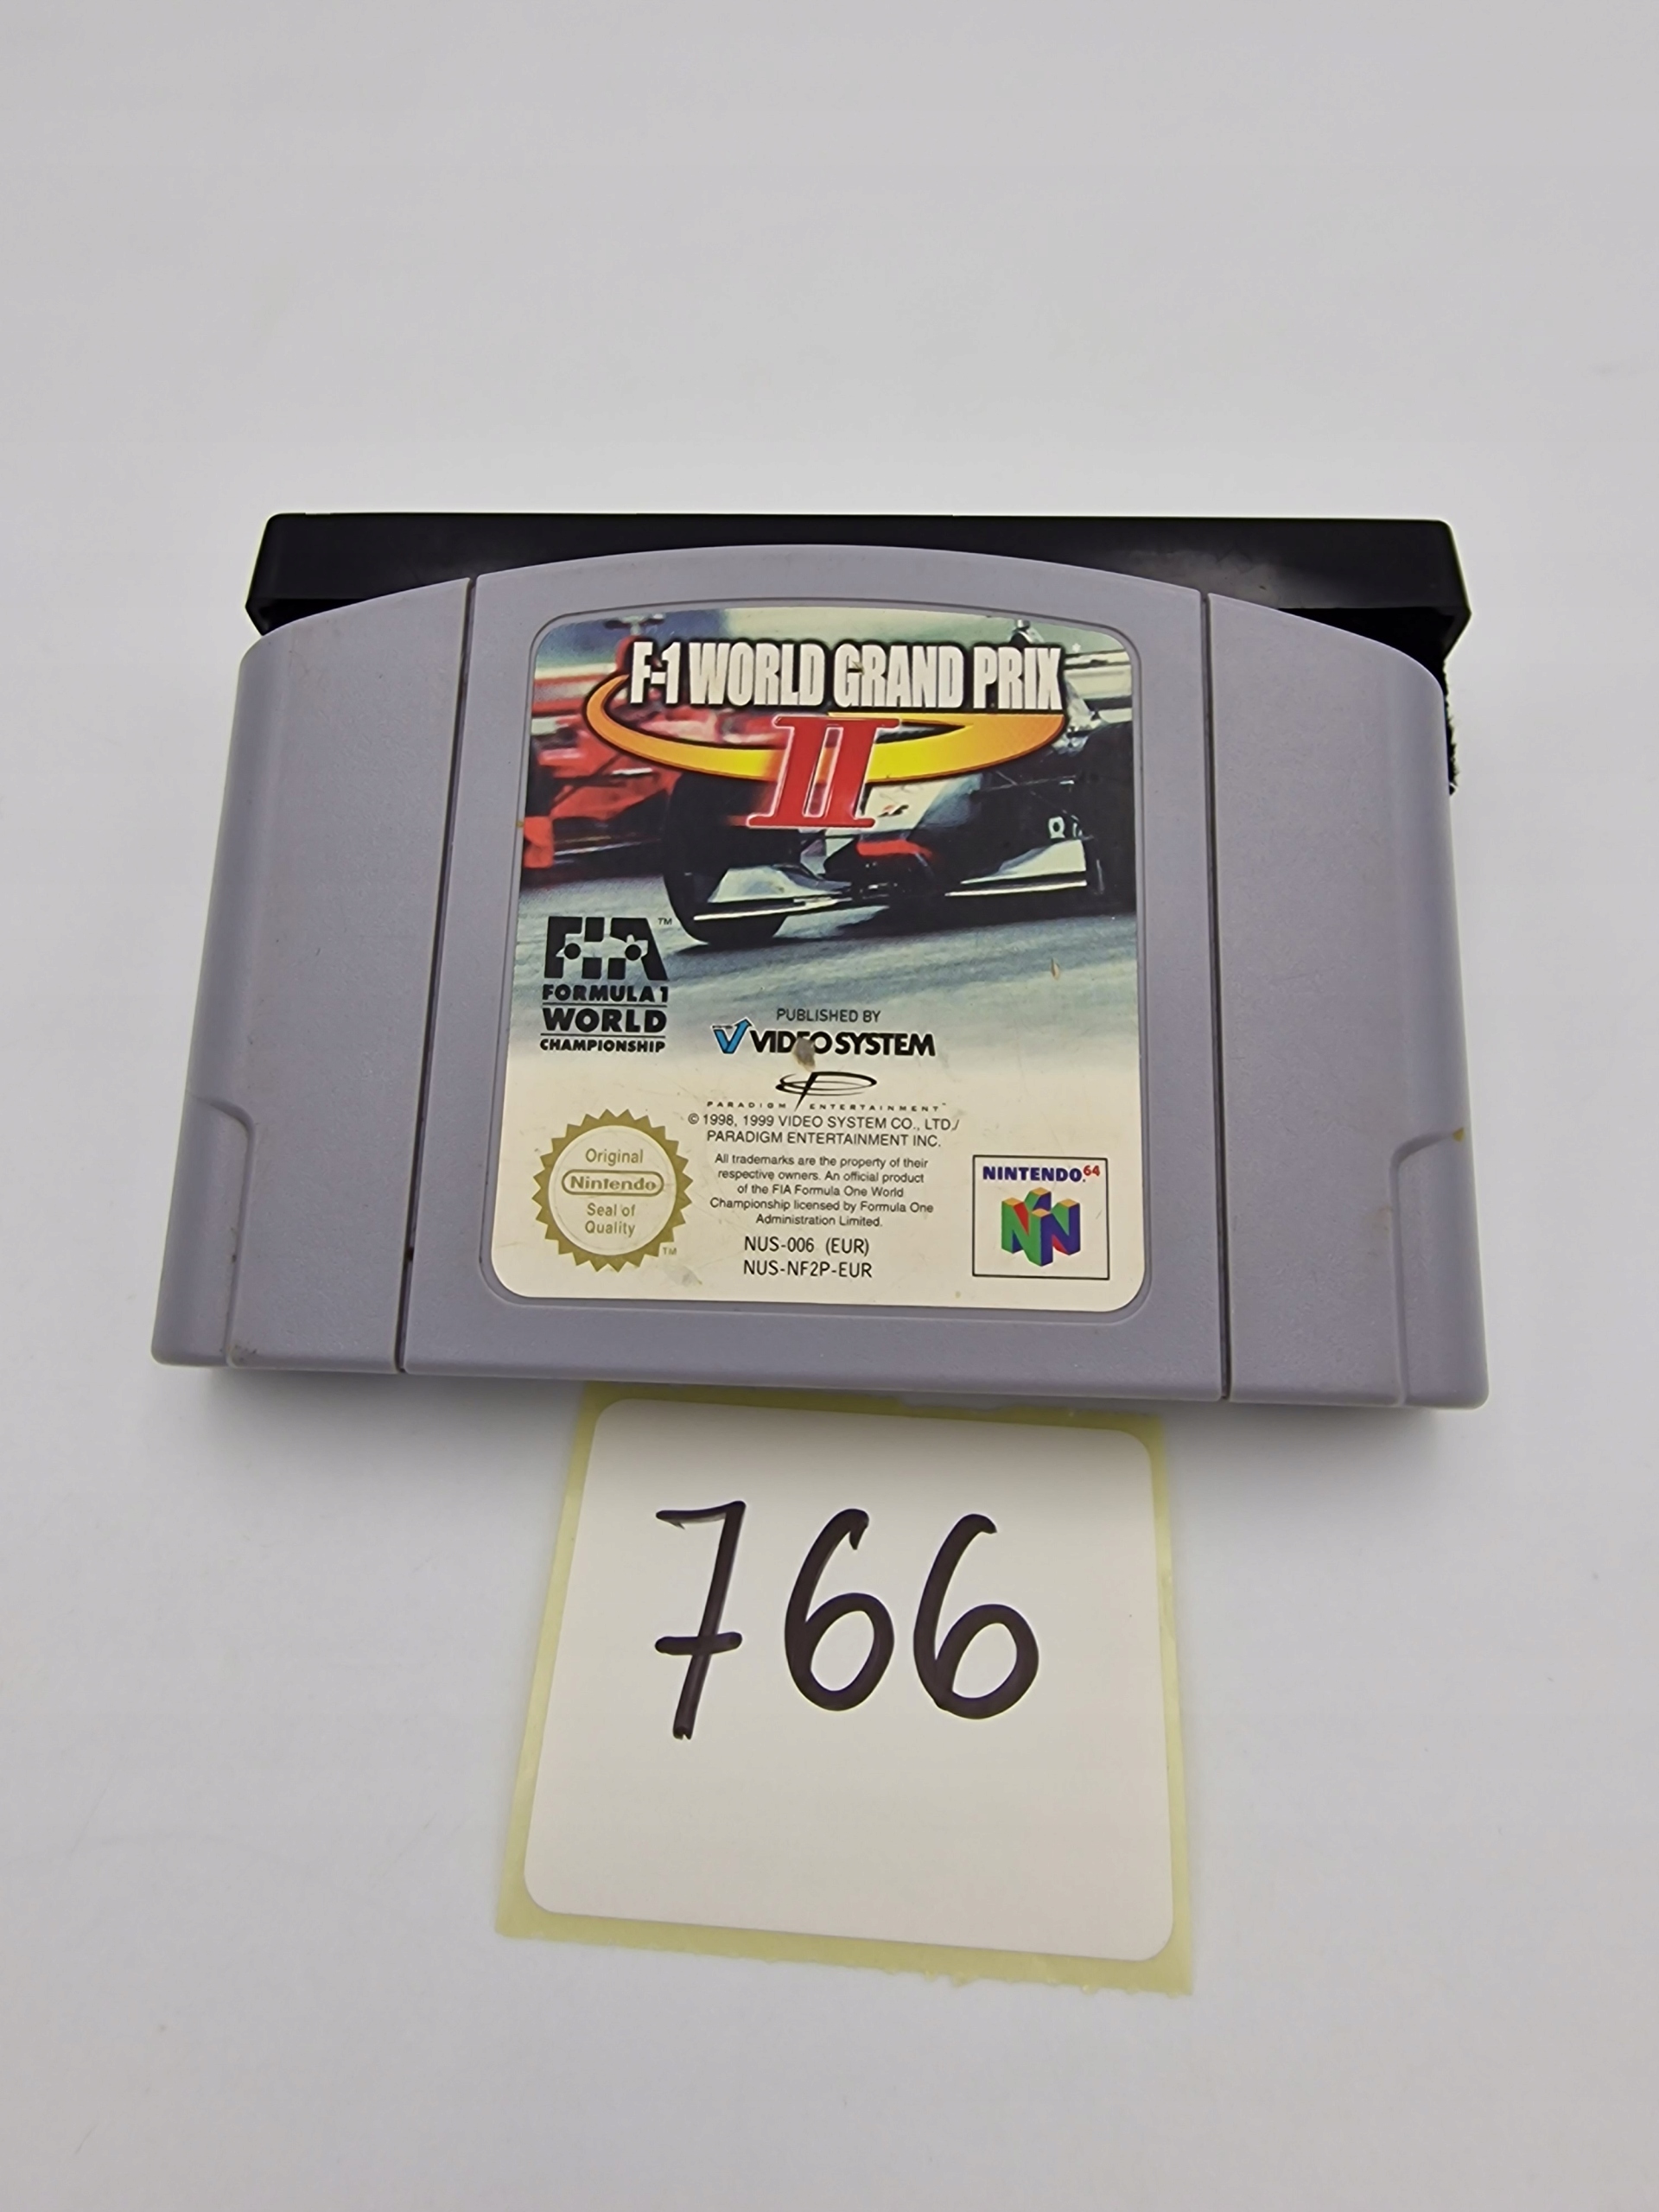 F-1 WORLD GRAND PRIX
II
FIA™
FORMULA 1
WORLD
CHAMPIONSHIP
PUBLISHED BY
VIDEO SYSTEM
PARADIGM ENTERTAINMENT™
© 1998, 1999 VIDEO SYSTEM CO., LTD./
PARADIGM ENTERTAINMENT INC.
All trademarks are the property of their
respective owners. An official product
of the FIA Formula One World
Championship licensed by Formula One
Administration Limited.
NUS-006 (EUR)
NUS-NF2P-EUR
Original
Nintendo
Seal of
Quality
TM
NINTENDO64
766